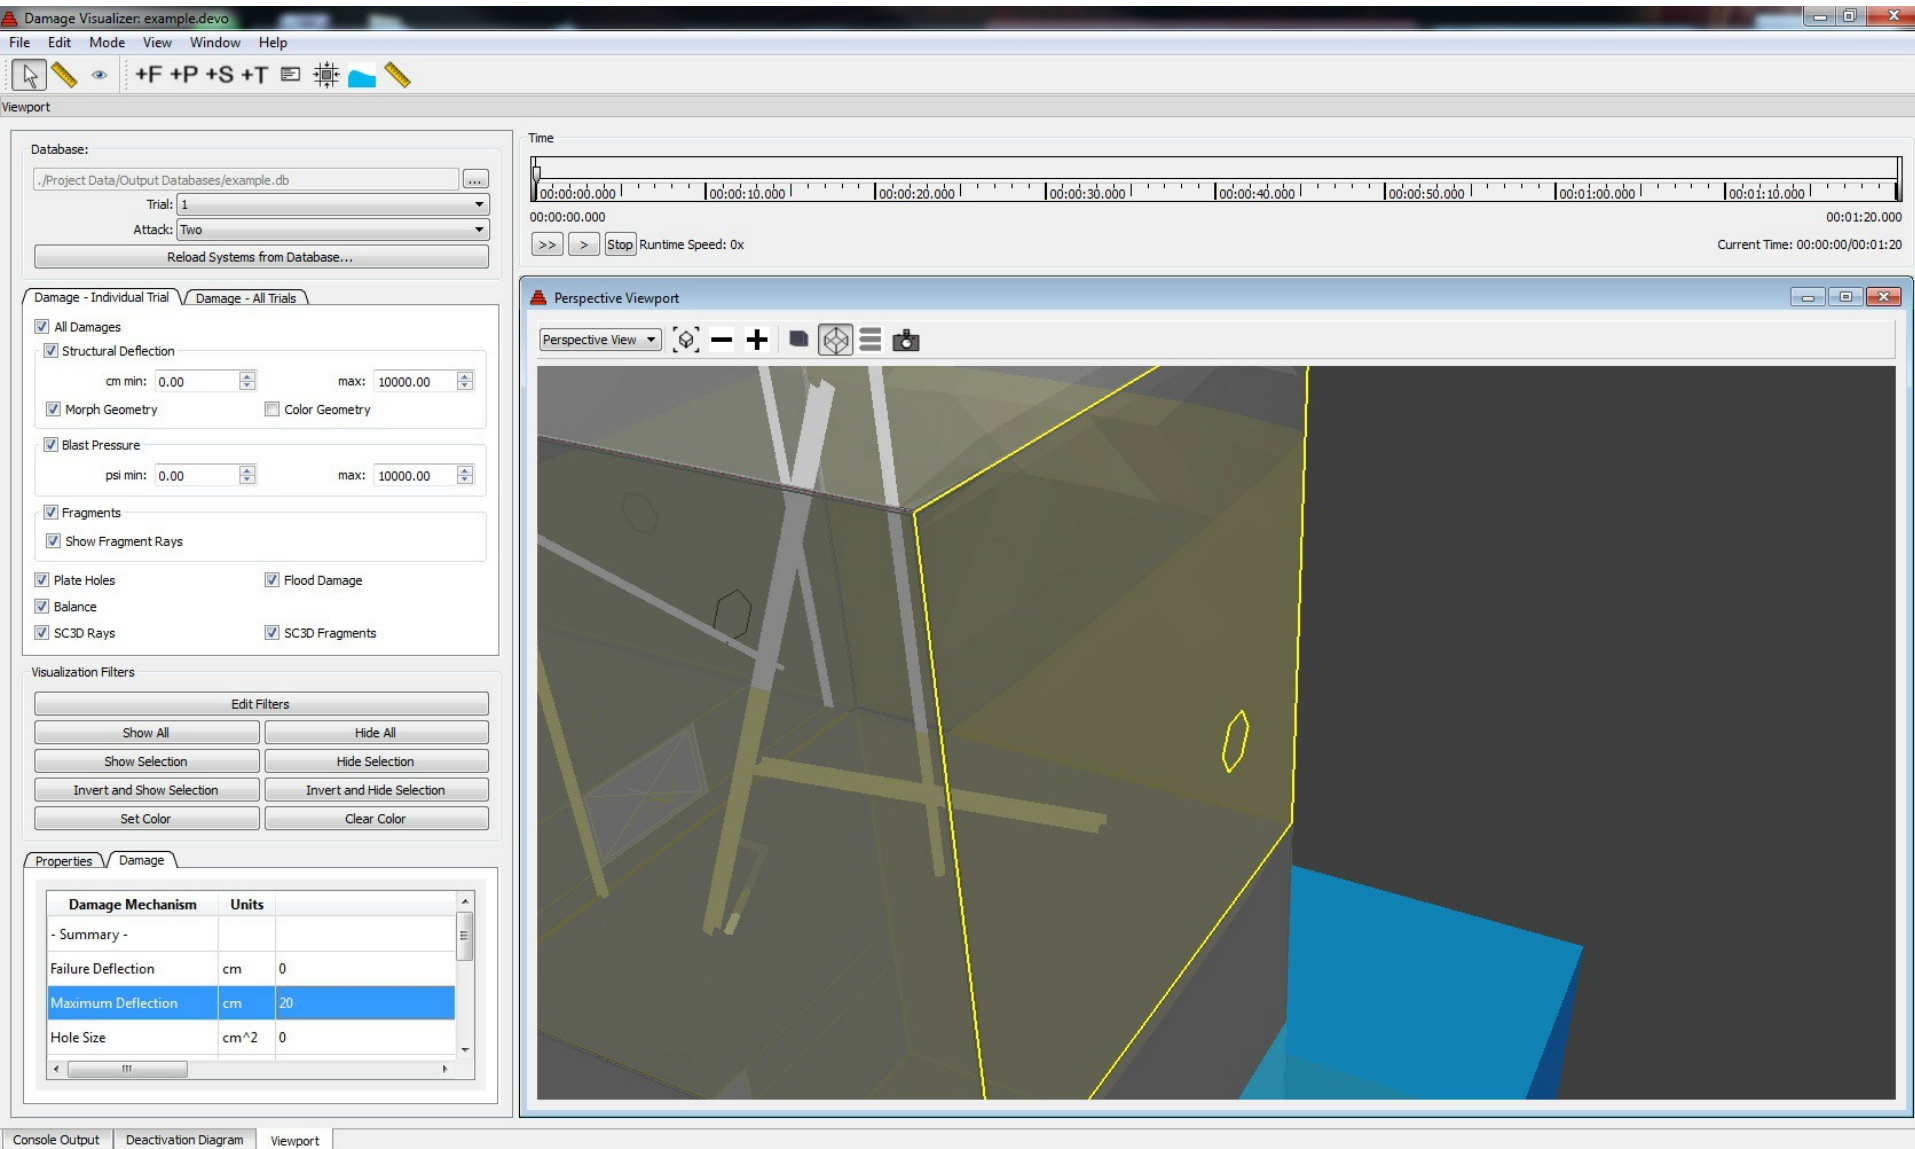 Damage Visualizer: example.devo
File Edit Mode View Window Help
+F +P +S +T
Viewport
Database:
./Project Data/Output Databases/example.db ...
Trial: 1
Attack: Two
Reload Systems from Database...
Damage - Individual Trial Damage - All Trials
All Damages
Structural Deflection
cm min: 0.00 max: 10000.00
Morph Geometry Color Geometry
Blast Pressure
psi min: 0.00 max: 10000.00
Fragments
Show Fragment Rays
Plate Holes Flood Damage
Balance
SC3D Rays SC3D Fragments
Visualization Filters
Edit Filters
Show All Hide All
Show Selection Hide Selection
Invert and Show Selection Invert and Hide Selection
Set Color Clear Color
Properties Damage
Damage Mechanism Units
- Summary -
Failure Deflection cm 0
Maximum Deflection cm 20
Hole Size cm^2 0
Time
00:00:00.000 00:00:10.000 00:00:20.000 00:00:30.000 00:00:40.000 00:00:50.000 00:01:00.000 00:01:10.000
00:00:00.000 00:01:20.000
>> > Stop Runtime Speed: 0x Current Time: 00:00:00/00:01:20
Perspective Viewport
Perspective View
Console Output Deactivation Diagram Viewport